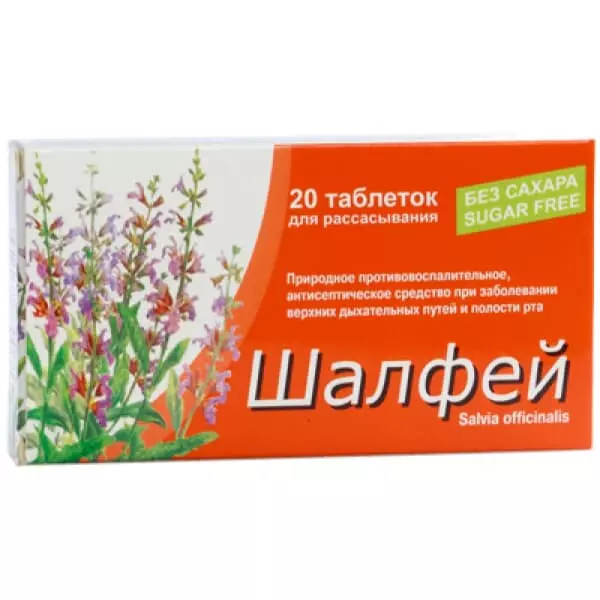 20 таблеток
для рассасывания
БЕЗ САХАРА
SUGAR FREE
Природное противовоспалительное,
антисептическое средство при заболевании
верхних дыхательных путей и полости рта
Шалфей
Salvia officinalis